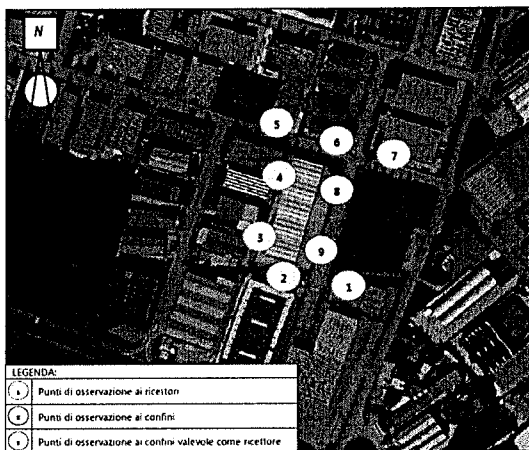 N
5
6
7
4
8
3
9
2
1
LEGENDA:
Punti di osservazione ai ricettori
Punti di osservazione ai confini
Punti di osservazione ai confini valevole come ricettore